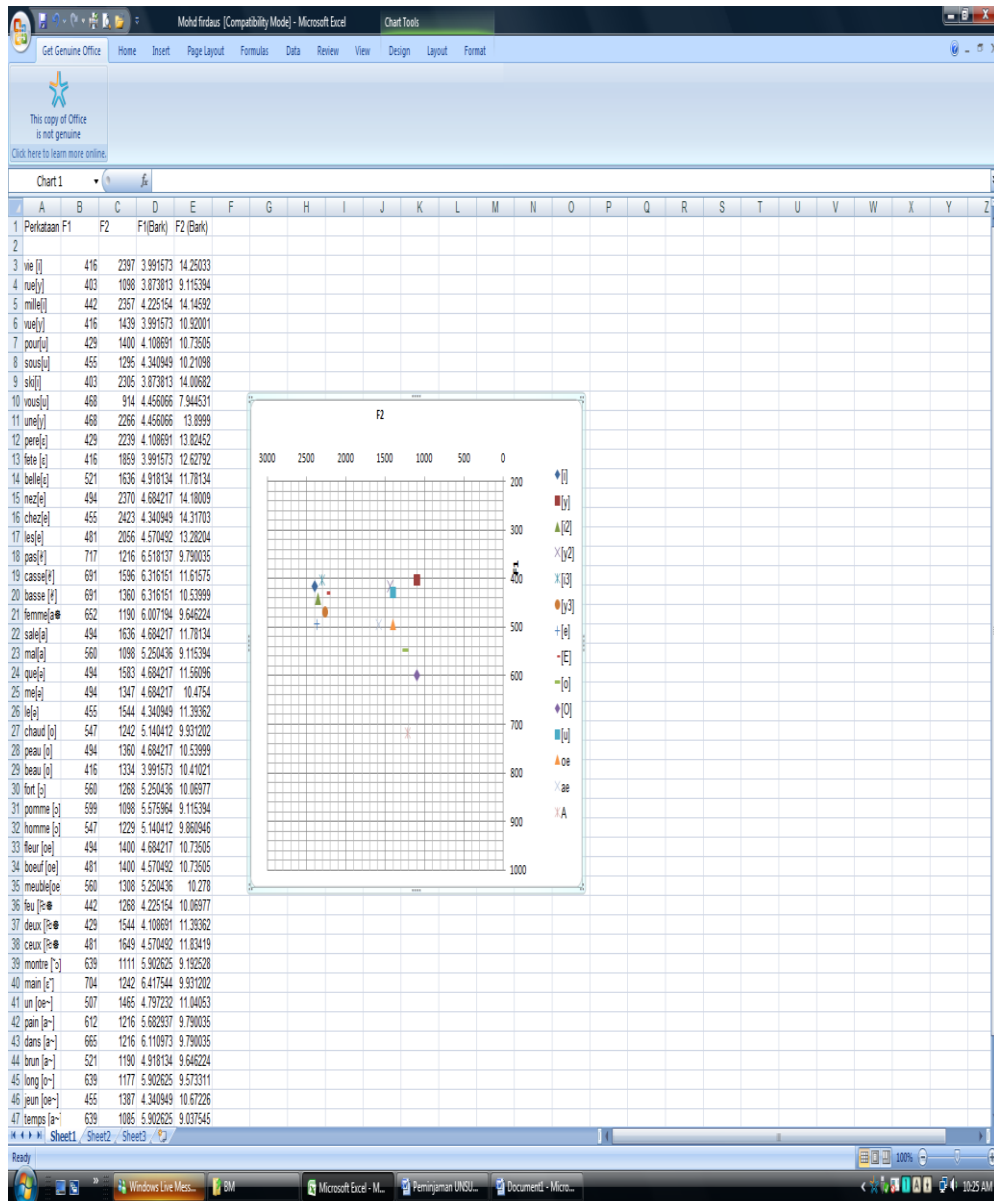 Mohd firdaus [Compatibility Mode] - Microsoft Excel Chart Tools
Get Genuine Office Home Insert Page Layout Formulas Data Review View Design Layout Format
This copy of Office
is not genuine
Click here to learn more online.
Chart 1 fx
A B C D E F G H I J K L M N O P Q R S T U V W X Y Z
1 Perkataan F1 F2 F1(Bark) F2 (Bark)
2
3 vie [i] 416 2397 3.991573 14.25033
4 rue[y] 403 1098 3.873813 9.115394
5 mille[i] 442 2357 4.225154 14.14592
6 vue[y] 416 1439 3.991573 10.92001
7 pour[u] 429 1400 4.108691 10.73505
8 sous[u] 455 1295 4.340949 10.21098
9 ski[i] 403 2305 3.873813 14.00682
10 vous[u] 468 914 4.456066 7.944531
11 une[y] 468 2266 4.456066 13.8999
12 pere[ɛ] 429 2239 4.108691 13.82452
13 fete [ɛ] 416 1859 3.991573 12.62792
14 belle[ɛ] 521 1636 4.918134 11.78134
15 nez[e] 494 2370 4.684217 14.18009
16 chez[e] 455 2423 4.340949 14.31703
17 les[e] 481 2056 4.570492 13.28204
18 pas 717 1216 6.518137 9.790035
19 casse 691 1596 6.316151 11.61575
20 basse 691 1360 6.316151 10.53999
21 femme[a 652 1190 6.007194 9.646224
22 sale[a] 494 1636 4.684217 11.78134
23 mal[a] 560 1098 5.250436 9.115394
24 que[ə] 494 1583 4.684217 11.56096
25 me[ə] 494 1347 4.684217 10.4754
26 le[ə] 455 1544 4.340949 11.39362
27 chaud [o] 547 1242 5.140412 9.931202
28 peau [o] 494 1360 4.684217 10.53999
29 beau [o] 416 1334 3.991573 10.41021
30 fort [ɔ] 560 1268 5.250436 10.06977
31 pomme [ɔ] 599 1098 5.575964 9.115394
32 homme [ɔ] 547 1229 5.140412 9.860946
33 fleur [oe] 494 1400 4.684217 10.73505
34 boeuf [oe] 481 1400 4.570492 10.73505
35 meuble[oe 560 1308 5.250436 10.278
36 feu 442 1268 4.225154 10.06977
37 deux 429 1544 4.108691 11.39362
38 ceux 481 1649 4.570492 11.83419
39 montre [~ɔ] 639 1111 5.902625 9.192528
40 main [ɛ~] 704 1242 6.417544 9.931202
41 un [oe~] 507 1465 4.797232 11.04053
42 pain [a~] 612 1216 5.682937 9.790035
43 dans [a~] 665 1216 6.110973 9.790035
44 brun [a~] 521 1190 4.918134 9.646224
45 long [o~] 639 1177 5.902625 9.573311
46 jeun [oe~] 455 1387 4.340949 10.67226
47 temps [a~] 639 1085 5.902625 9.037545
F2
3000 2500 2000 1500 1000 500 0
200
300
400
500
600
700
800
900
1000
F1
[i]
[y]
[i2]
[y2]
[i3]
[y3]
[e]
[E]
[o]
[O]
[u]
oe
ae
A
Sheet1 Sheet2 Sheet3
Ready 100%
Windows Live Mess... BM Microsoft Excel - M... Peminjaman UNSU... Document1 - Micro... 10:25 AM